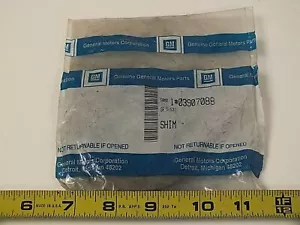 GM
GM
General Motors Corporation
Genuine General Motors Parts
GM
GM
Genuine General Motors Parts
1 03907088
SHIM -
NOT RETURNABLE IF OPENED
NOT RETURNABLE IF OPENED
General Motors Corporation
Detroit, Michigan 48202
General Motors Corporation
Detroit, Michigan 48202
6 7 8 9 10 11